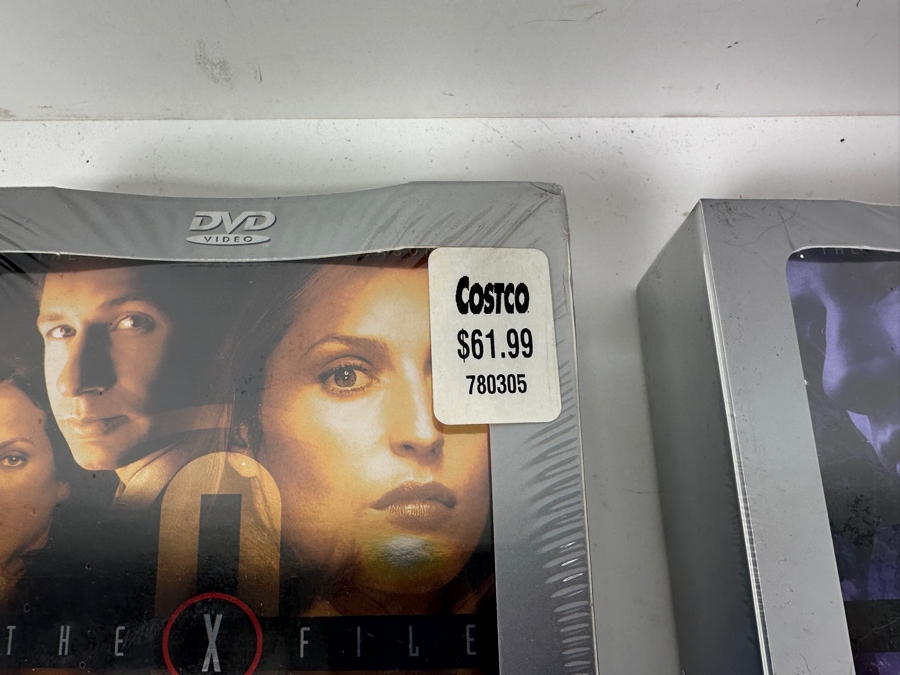 DVD
VIDEO
COSTCO
$61.99
780305
THE X FILE